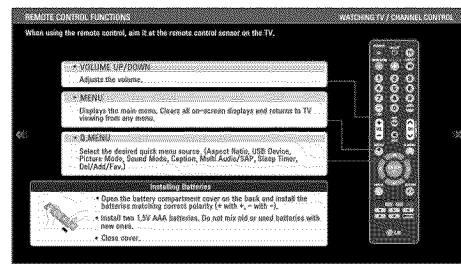 REMOTE CONTROL FUNCTIONS
WATCHING TV / CHANNEL CONTROL
When using the remote control, aim it at the remote control sensor on the TV.
• VOLUME UP/DOWN
Adjusts the volume.
• MENU
Displays the main menu. Clears all on-screen displays and returns to TV
viewing from any menu.
• Q.MENU
Select the desired quick menu source. (Aspect Ratio, USB Device,
Picture Mode, Sound Mode, Caption, Multi Audio/SAP, Sleep Timer,
Del/Add/Fav.)
Installing Batteries
• Open the battery compartment cover on the back and install the
batteries matching correct polarity (+ with +, - with -).
• Install two 1.5V AAA batteries. Do not mix old or used batteries with
new ones.
• Close cover.
LG